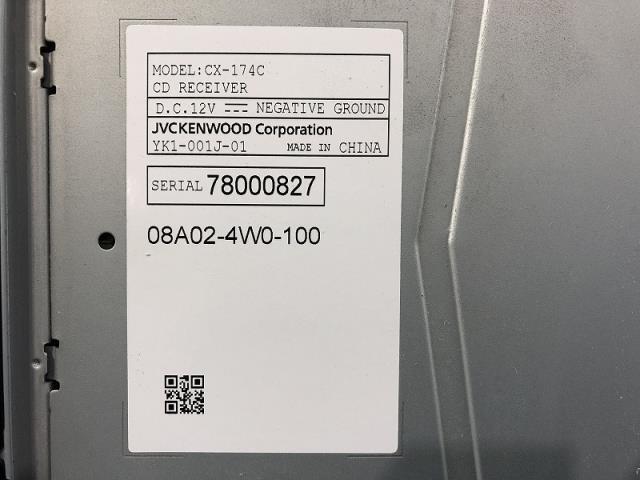 MODEL:CX-174C
CD RECEIVER
D.C.12V ⎓ NEGATIVE GROUND
JVCKENWOOD Corporation
YK1-001J-01 MADE IN CHINA
SERIAL 78000827
08A02-4W0-100